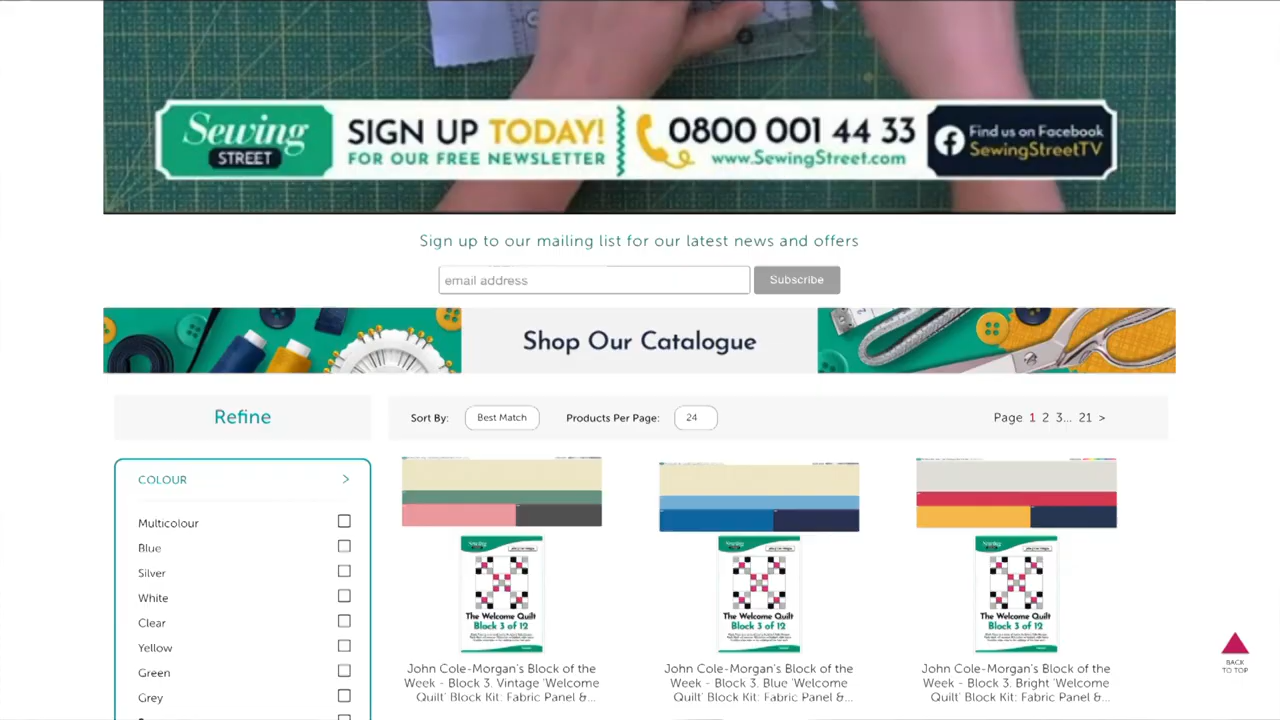 Sewing
STREET
SIGN UP TODAY!
FOR OUR FREE NEWSLETTER
0800 001 44 33
www.SewingStreet.com
Find us on Facebook
SewingStreetTV
Sign up to our mailing list for our latest news and offers
email address
Subscribe
Shop Our Catalogue
Refine
Sort By: Best Match Products Per Page: 24 Page 1 2 3... 21 >
COLOUR >
Multicolour
Blue
Silver
White
Clear
Yellow
Green
Grey
The Welcome Quilt
Block 3 of 12
John Cole-Morgan's Block of the
Week - Block 3. Vintage 'Welcome
Quilt' Block Kit: Fabric Panel &...
The Welcome Quilt
Block 3 of 12
John Cole-Morgan's Block of the
Week - Block 3. Blue 'Welcome
Quilt' Block Kit: Fabric Panel &...
The Welcome Quilt
Block 3 of 12
John Cole-Morgan's Block of the
Week - Block 3. Bright 'Welcome
Quilt' Block Kit: Fabric Panel &...
BACK
TO TOP